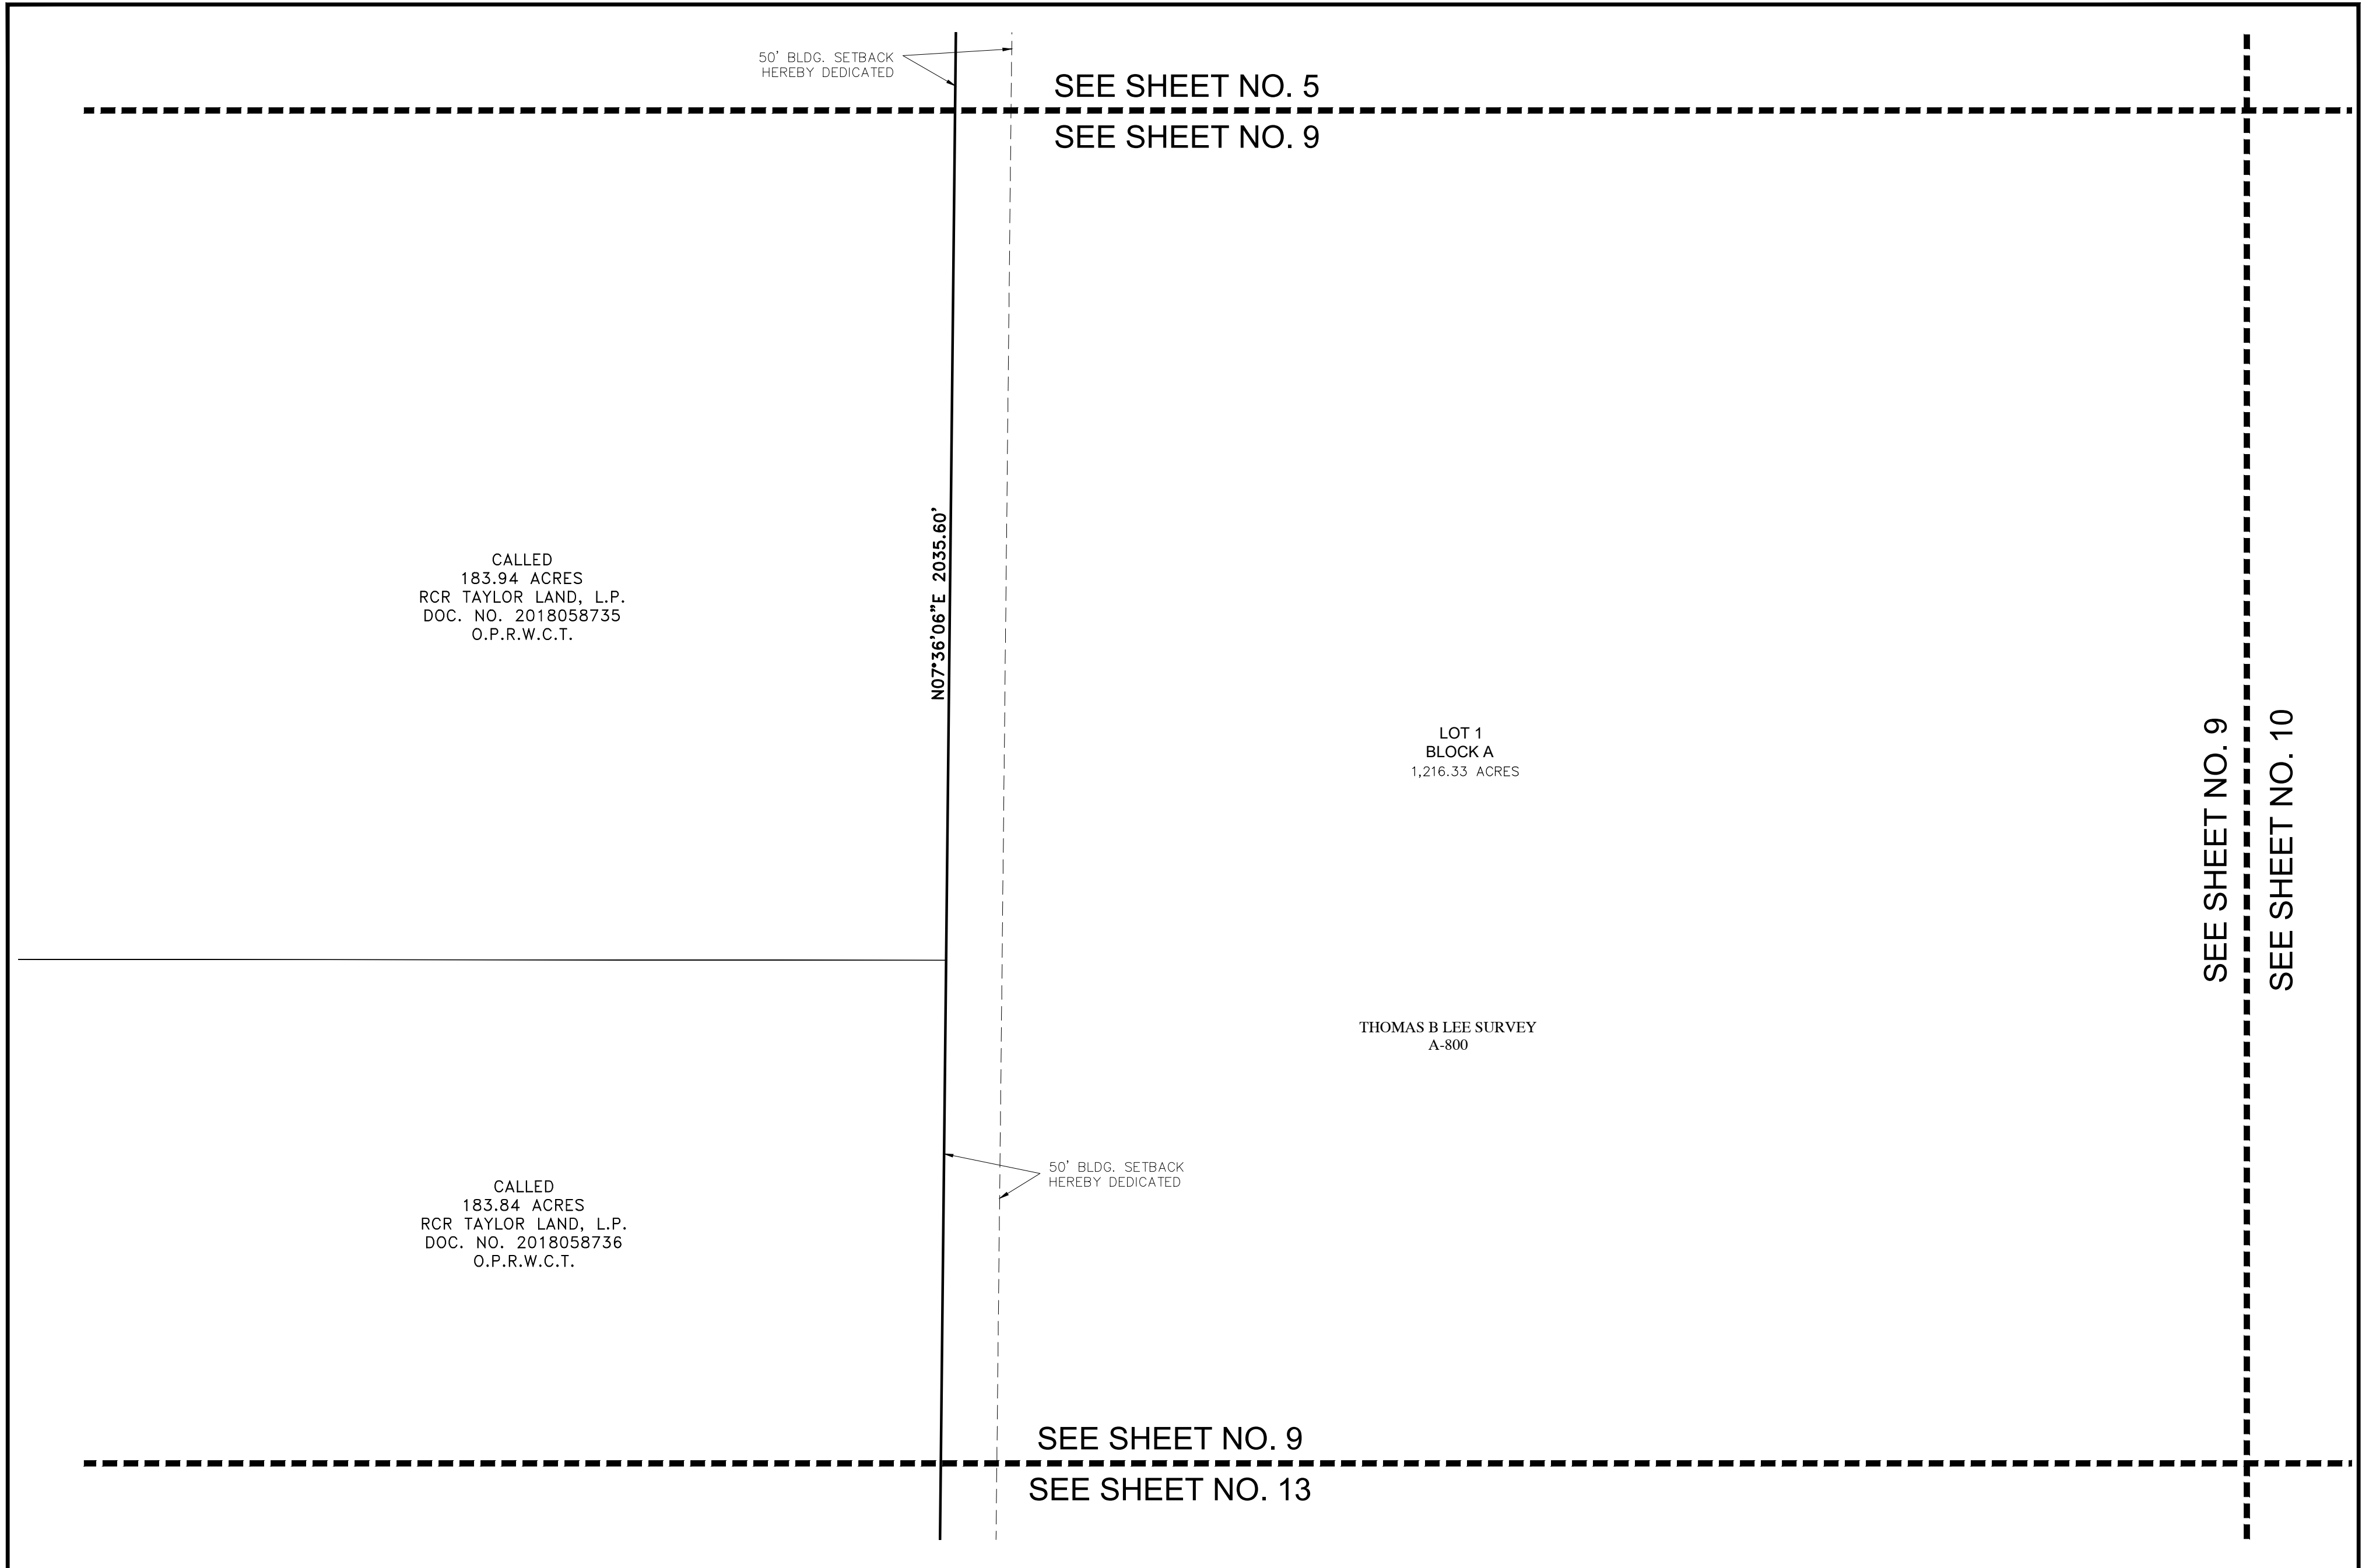 50' BLDG. SETBACK
HEREBY DEDICATED
SEE SHEET NO. 5
SEE SHEET NO. 9
CALLED
183.94 ACRES
RCR TAYLOR LAND, L.P.
DOC. NO. 2018058735
O.P.R.W.C.T.
N07°36'06"E 2035.60'
LOT 1
BLOCK A
1,216.33 ACRES
SEE SHEET NO. 9
SEE SHEET NO. 10
THOMAS B LEE SURVEY
A-800
50' BLDG. SETBACK
HEREBY DEDICATED
CALLED
183.84 ACRES
RCR TAYLOR LAND, L.P.
DOC. NO. 2018058736
O.P.R.W.C.T.
SEE SHEET NO. 9
SEE SHEET NO. 13